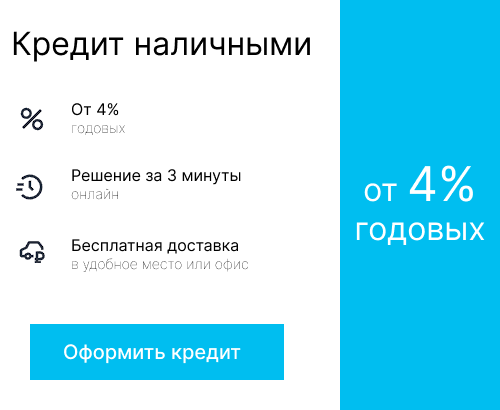 Кредит наличными
От 4%
годовых
Решение за 3 минуты
онлайн
Бесплатная доставка
в удобное место или офис
Оформить кредит
от 4%
годовых